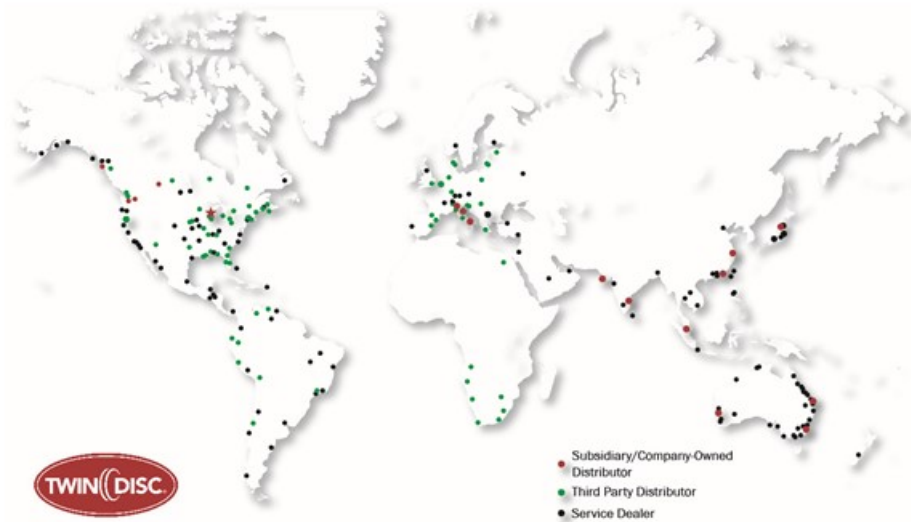 Subsidiary/Company-Owned
Distributor
Third Party Distributor
Service Dealer
TWIN DISC